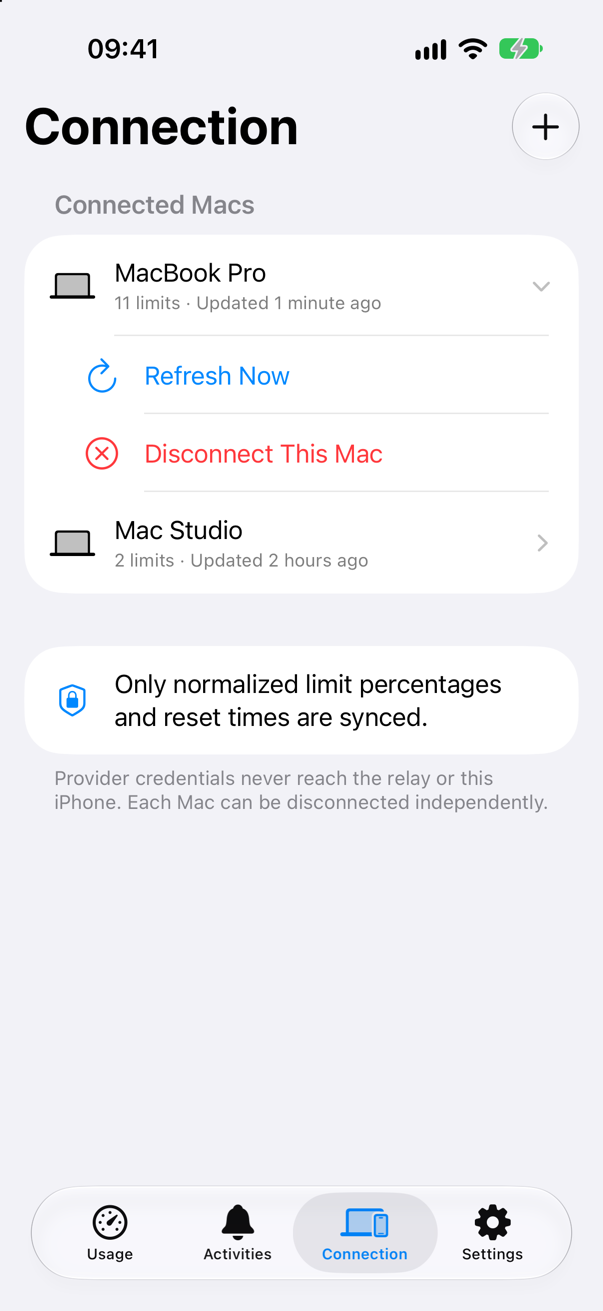 09:41
Connection
Connected Macs
MacBook Pro
11 limits · Updated 1 minute ago
Refresh Now
Disconnect This Mac
Mac Studio
2 limits · Updated 2 hours ago
Only normalized limit percentages
and reset times are synced.
Provider credentials never reach the relay or this
iPhone. Each Mac can be disconnected independently.
Usage
Activities
Connection
Settings